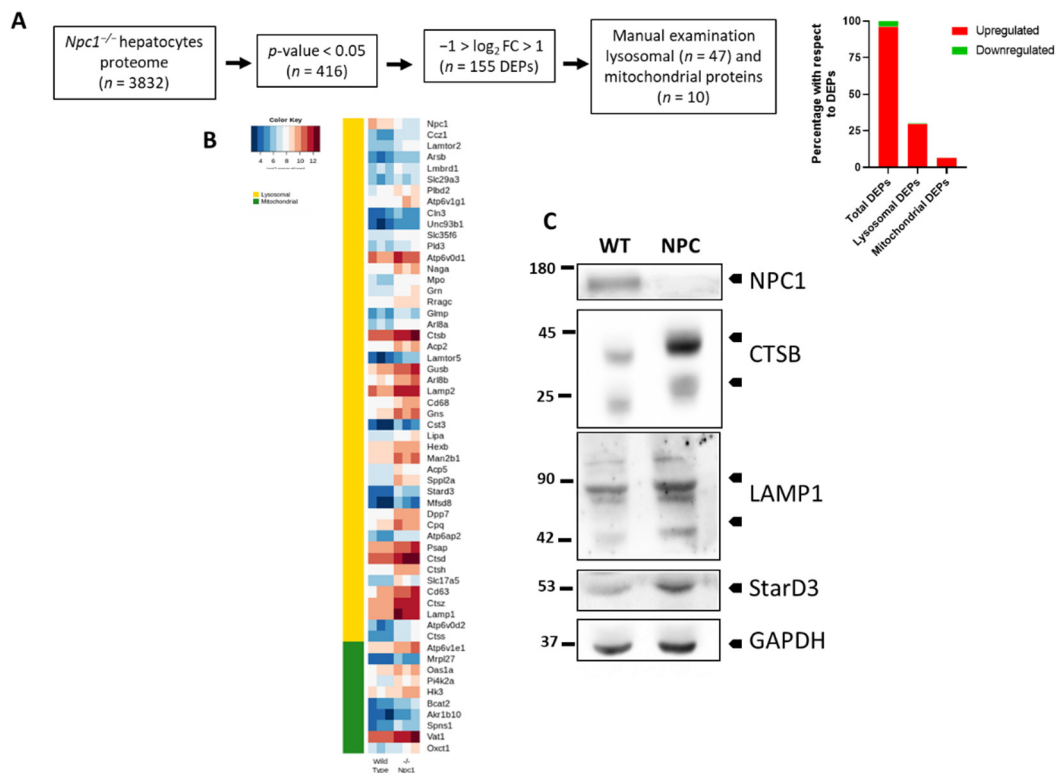 A
Npc1−/− hepatocytes
proteome
(n = 3832)
p-value < 0.05
(n = 416)
−1 > log2 FC > 1
(n = 155 DEPs)
Manual examination
lysosomal (n = 47) and
mitochondrial proteins
(n = 10)
Percentage with respect
to DEPs
100
75
50
25
0
Total DEPs
Lysosomal DEPs
Mitochondrial DEPs
Upregulated
Downregulated
B
Color Key
4 6 8 10 12
Lysosomal
Mitochondrial
Npc1
Ccz1
Lamtor2
Arsb
Lmbrd1
Slc29a3
Plbd2
Atp6v1g1
Cln3
Unc93b1
Slc35f6
Pld3
Atp6v0d1
Naga
Mpo
Grn
Rragc
Glmp
Arl8a
Ctsb
Acp2
Lamtor5
Gusb
Arl8b
Lamp2
Cd68
Gns
Cst3
Lipa
Hexb
Man2b1
Acp5
Sppl2a
Stard3
Mfsd8
Dpp7
Cpq
Atp6ap2
Psap
Ctsd
Ctsh
Slc17a5
Cd63
Ctsz
Lamp1
Atp6v0d2
Ctss
Atp6v1e1
Mrpl27
Oas1a
Pi4k2a
Hk3
Bcat2
Akr1b10
Spns1
Vat1
Oxct1
Wild
Type
-/-
Npc1
C
WT NPC
180
NPC1
45
CTSB
25
90
LAMP1
42
53
StarD3
37
GAPDH